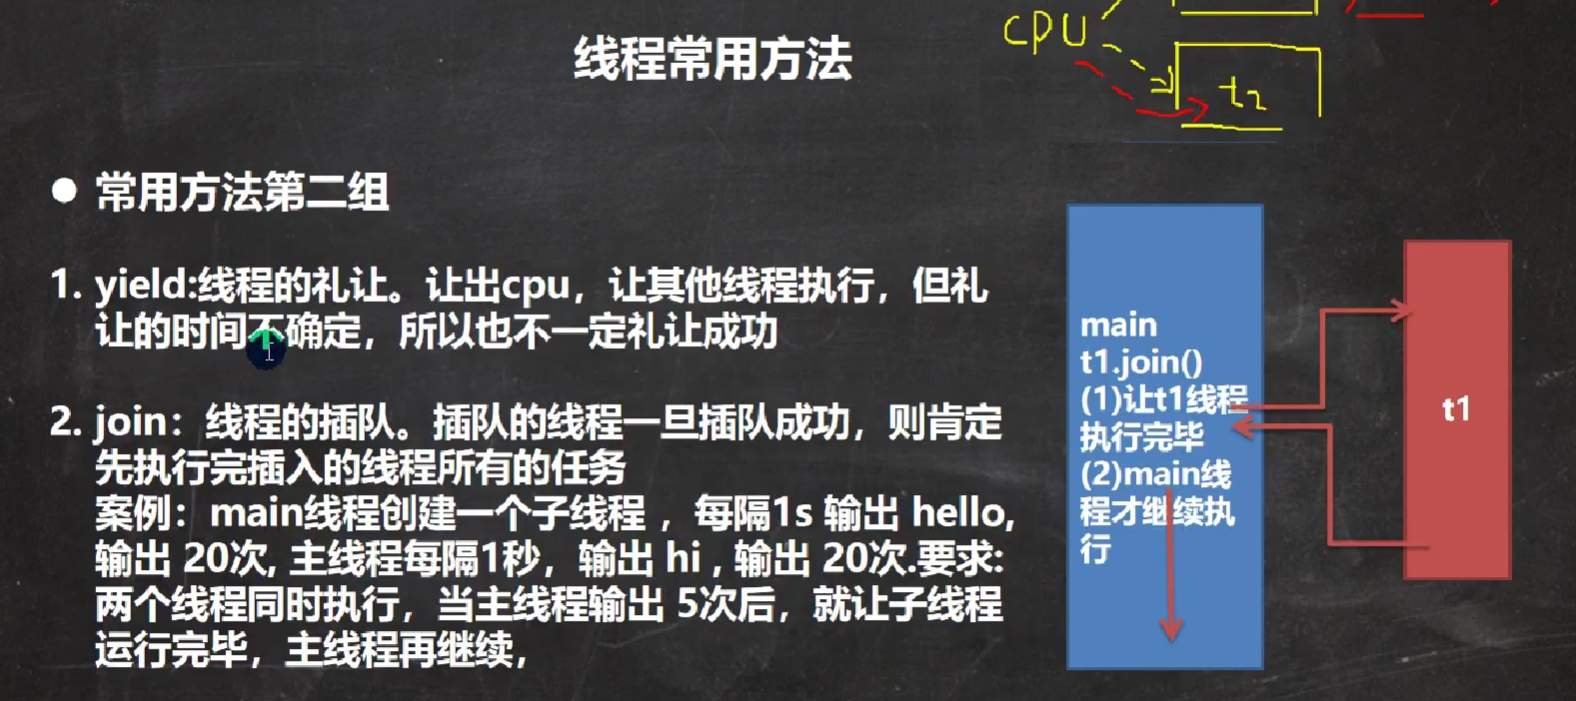 线程常用方法
cpu
t2
● 常用方法第二组
1. yield:线程的礼让。让出cpu，让其他线程执行，但礼
让的时间不确定，所以也不一定礼让成功
2. join：线程的插队。插队的线程一旦插队成功，则肯定
先执行完插入的线程所有的任务
案例：main线程创建一个子线程 ，每隔1s 输出 hello,
输出 20次, 主线程每隔1秒，输出 hi , 输出 20次.要求:
两个线程同时执行，当主线程输出 5次后，就让子线程
运行完毕，主线程再继续,
main
t1.join()
(1)让t1线程
执行完毕
(2)main线
程才继续执
行
t1